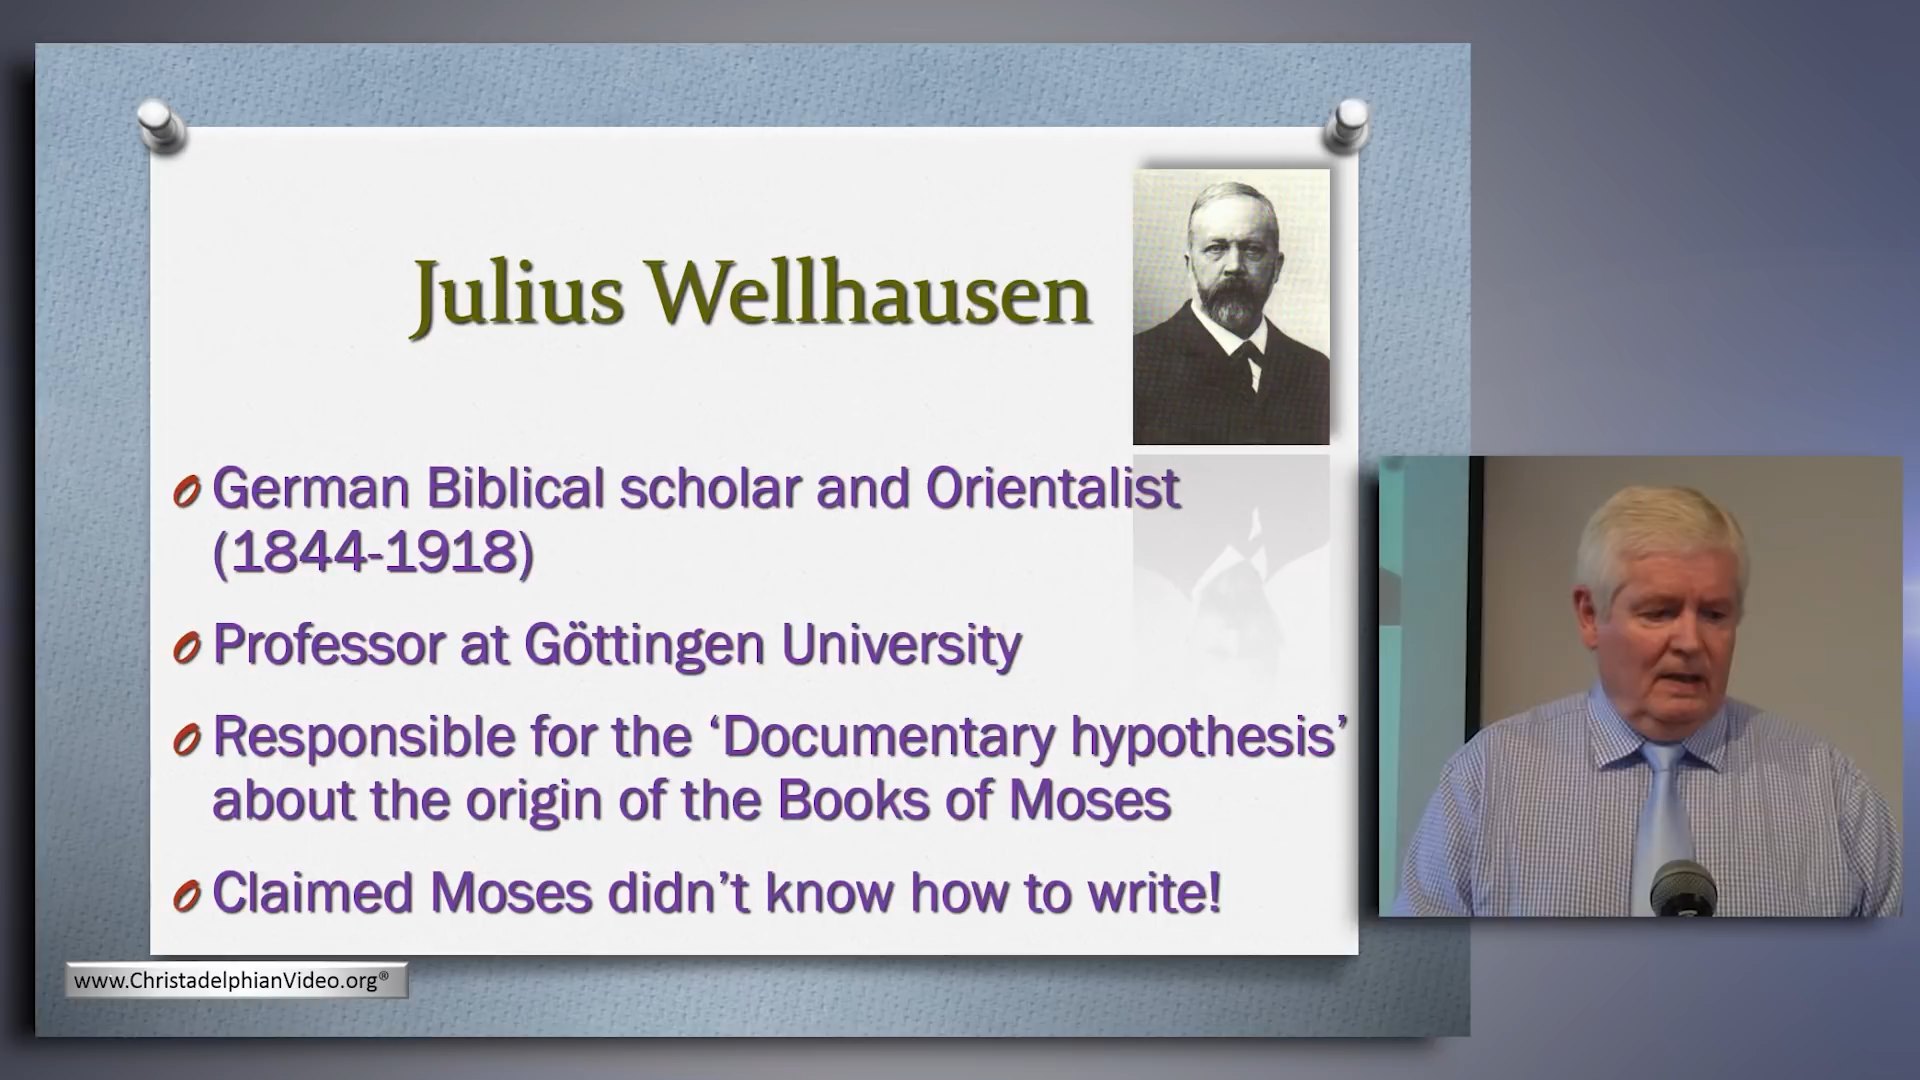 Julius Wellhausen
German Biblical scholar and Orientalist
(1844-1918)
Professor at Göttingen University
Responsible for the ‘Documentary hypothesis’
about the origin of the Books of Moses
Claimed Moses didn’t know how to write!
www.ChristadelphianVideo.org®